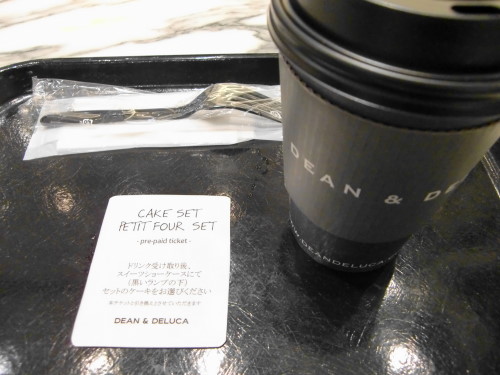 CAKE SET
PETIT FOUR SET
- pre-paid ticket -
ドリンク受け取り後、
スイーツショーケースにて
(黒いランプの下)
セットのケーキをお選びください
DEAN & DELUCA
DEAN & DE
DEANDELUCA